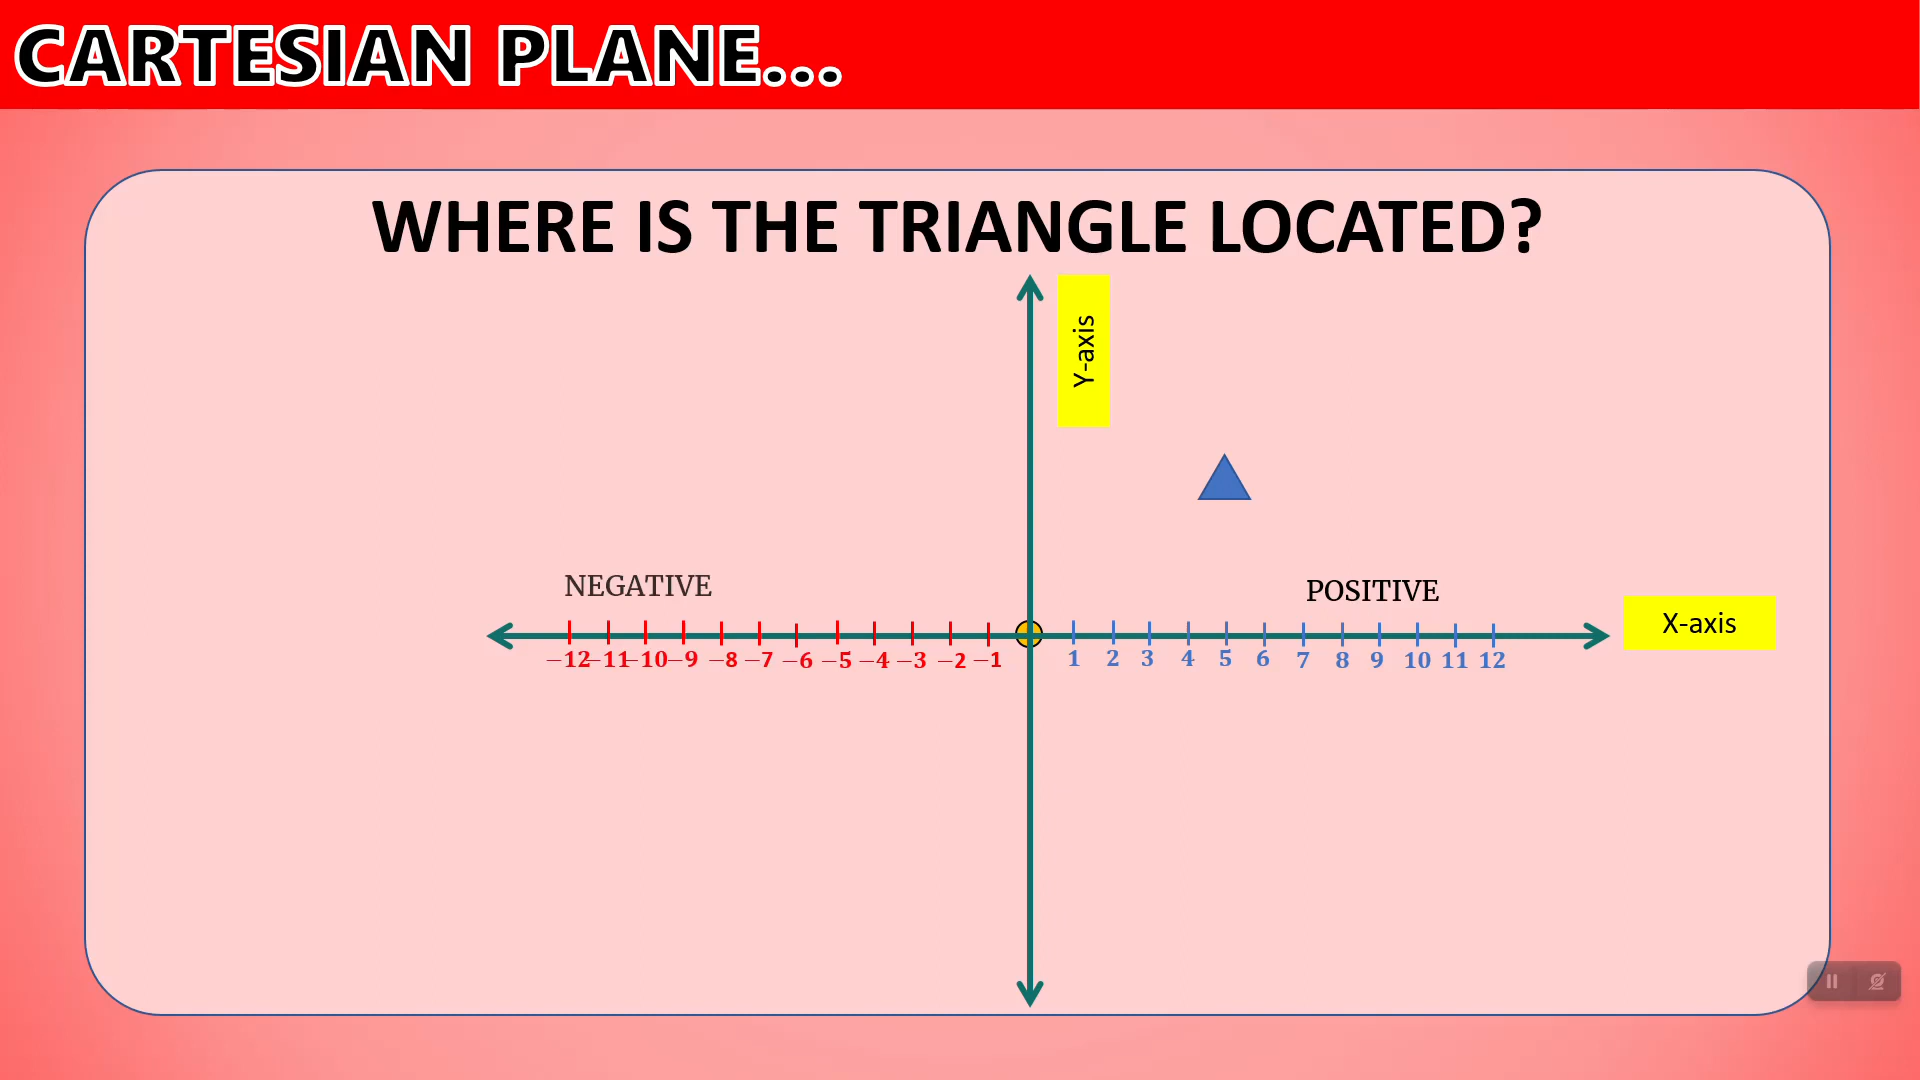 CARTESIAN PLANE...
WHERE IS THE TRIANGLE LOCATED?
Y-axis
NEGATIVE
POSITIVE
X-axis
−12 −11 −10 −9 −8 −7 −6 −5 −4 −3 −2 −1 1 2 3 4 5 6 7 8 9 10 11 12